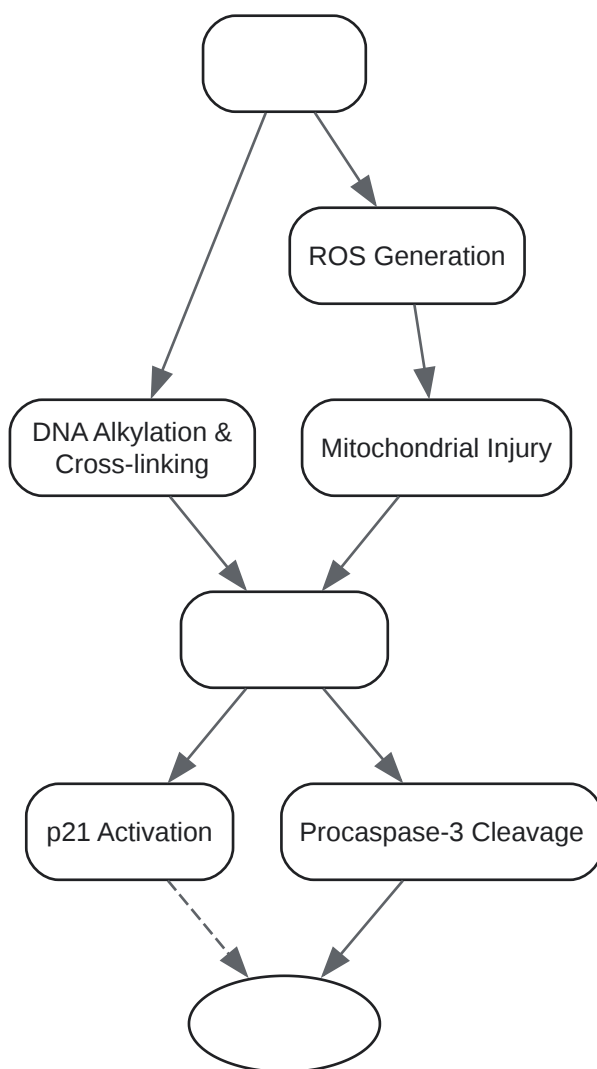 ROS Generation
DNA Alkylation &
Cross-linking
Mitochondrial Injury
p21 Activation
Procaspase-3 Cleavage